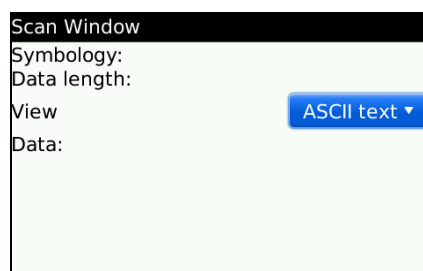 Scan Window
Symbology:
Data length:
View ASCII text
Data: